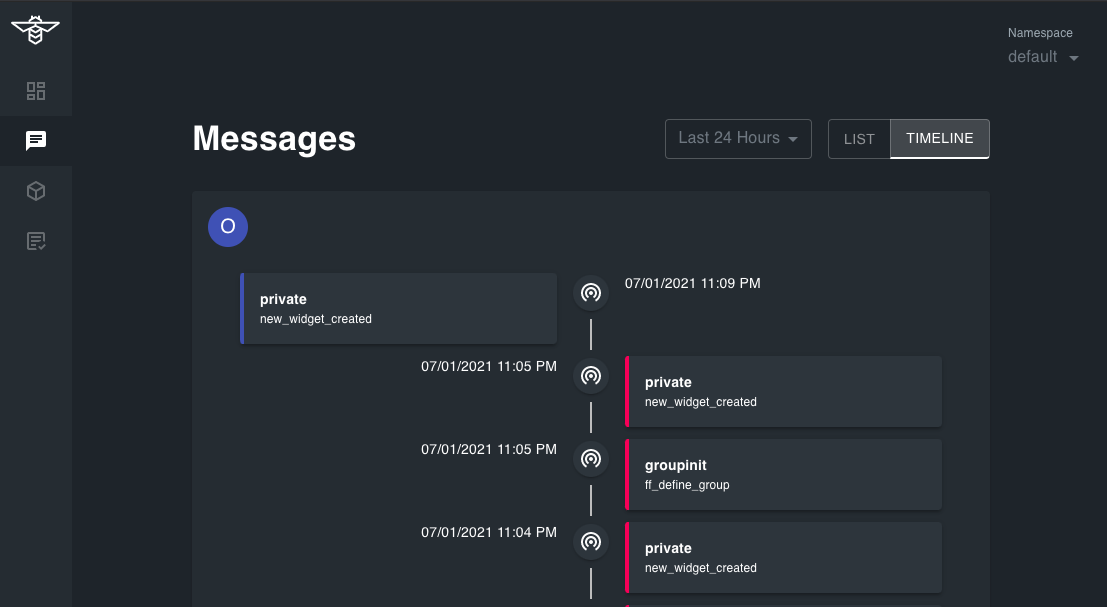 Namespace
default
Messages
Last 24 Hours
LIST
TIMELINE
O
private
new_widget_created
07/01/2021 11:09 PM
07/01/2021 11:05 PM
private
new_widget_created
07/01/2021 11:05 PM
groupinit
ff_define_group
07/01/2021 11:04 PM
private
new_widget_created